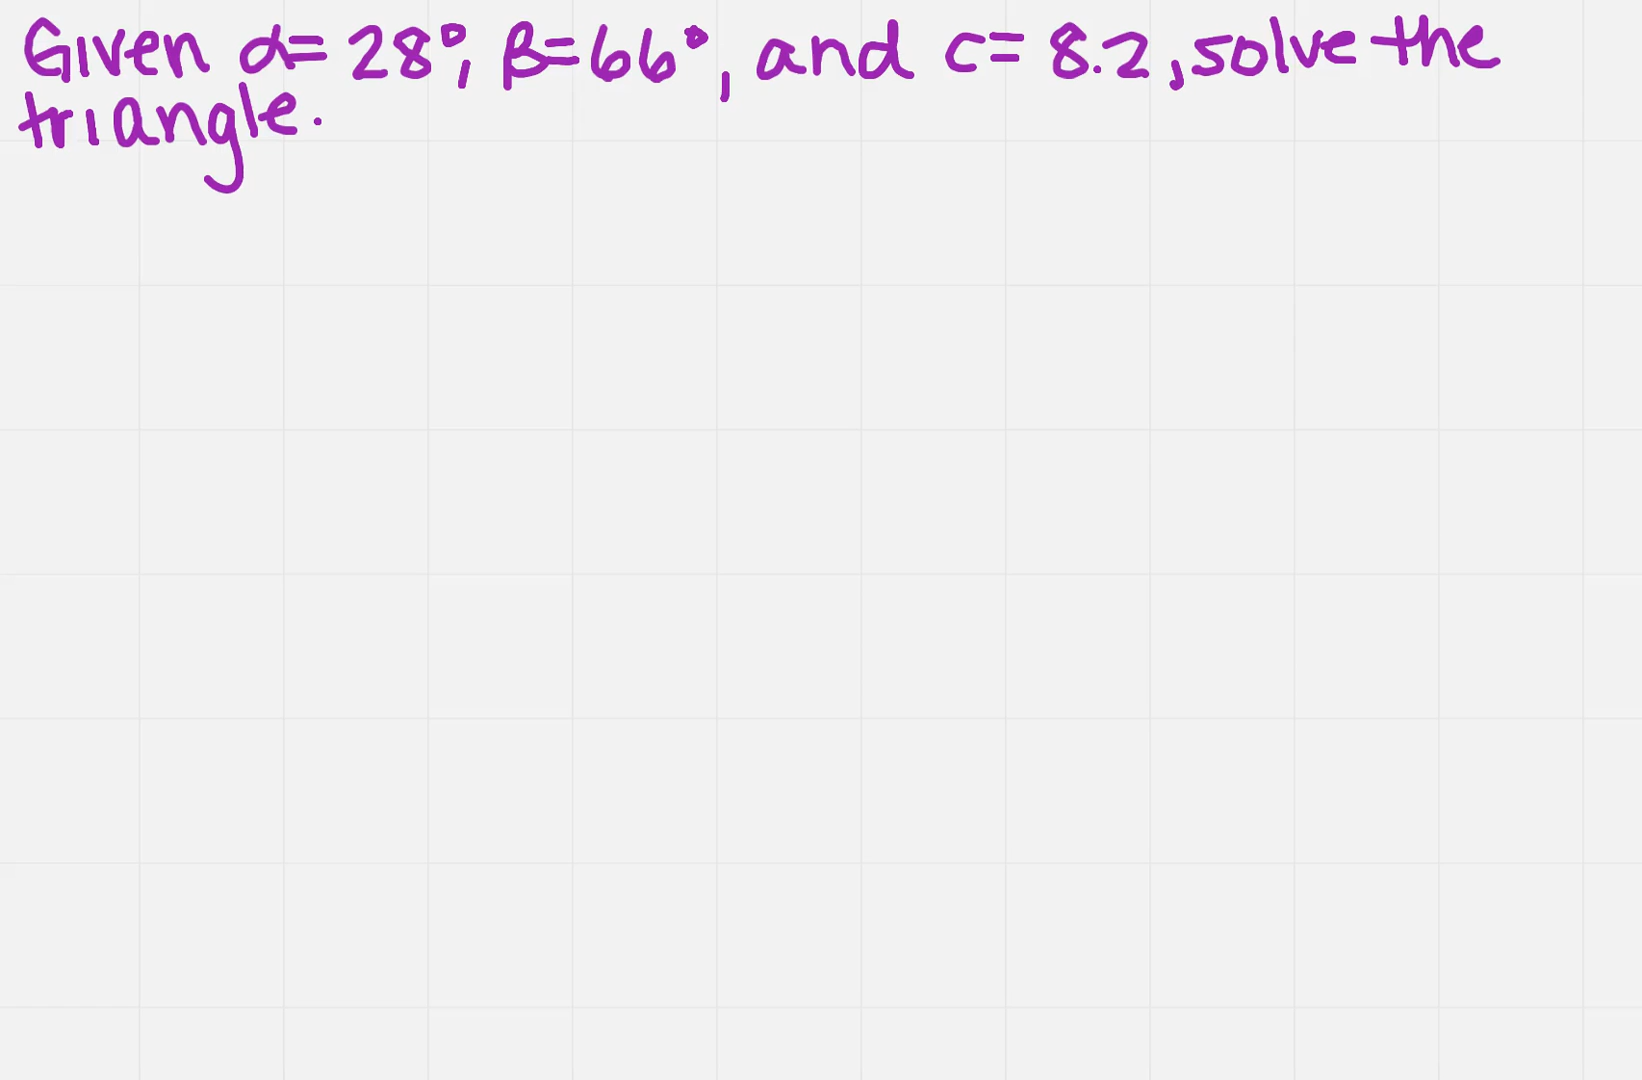 Given α= 28°, β=66°, and c= 8.2, solve the
triangle.